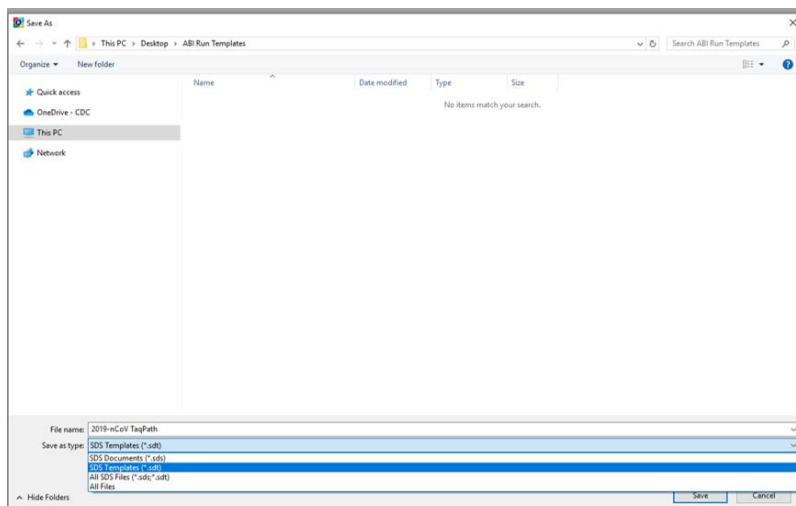 Save As
This PC > Desktop > ABI Run Templates
Search ABI Run Templates
Organize
New folder
Name
Date modified
Type
Size
Quick access
No items match your search.
OneDrive - CDC
This PC
Network
File name: 2019-nCoV TaqPath
Save as type: SDS Templates (*.sdt)
SDS Documents (*.sds)
SDS Templates (*.sdt)
All SDS Files (*.sds;*.sdt)
All Files
Hide Folders
Save
Cancel